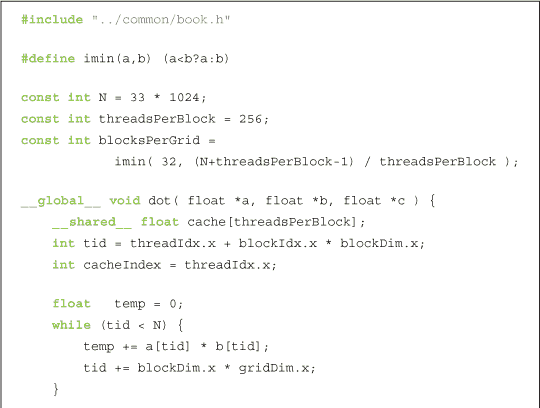 #include "../common/book.h"
#define imin(a,b) (a<b?a:b)
const int N = 33 * 1024;
const int threadsPerBlock = 256;
const int blocksPerGrid =
imin( 32, (N+threadsPerBlock-1) / threadsPerBlock );
__global__ void dot( float *a, float *b, float *c ) {
__shared__ float cache[threadsPerBlock];
int tid = threadIdx.x + blockIdx.x * blockDim.x;
int cacheIndex = threadIdx.x;
float temp = 0;
while (tid < N) {
temp += a[tid] * b[tid];
tid += blockDim.x * gridDim.x;
}